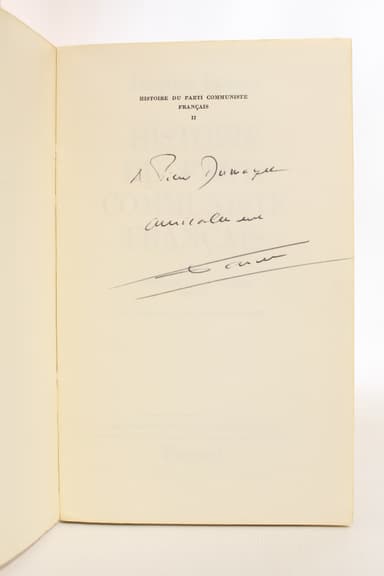 HISTOIRE DU PARTI COMMUNISTE
FRANÇAIS
II
A Pierre Dumayet
amicalement